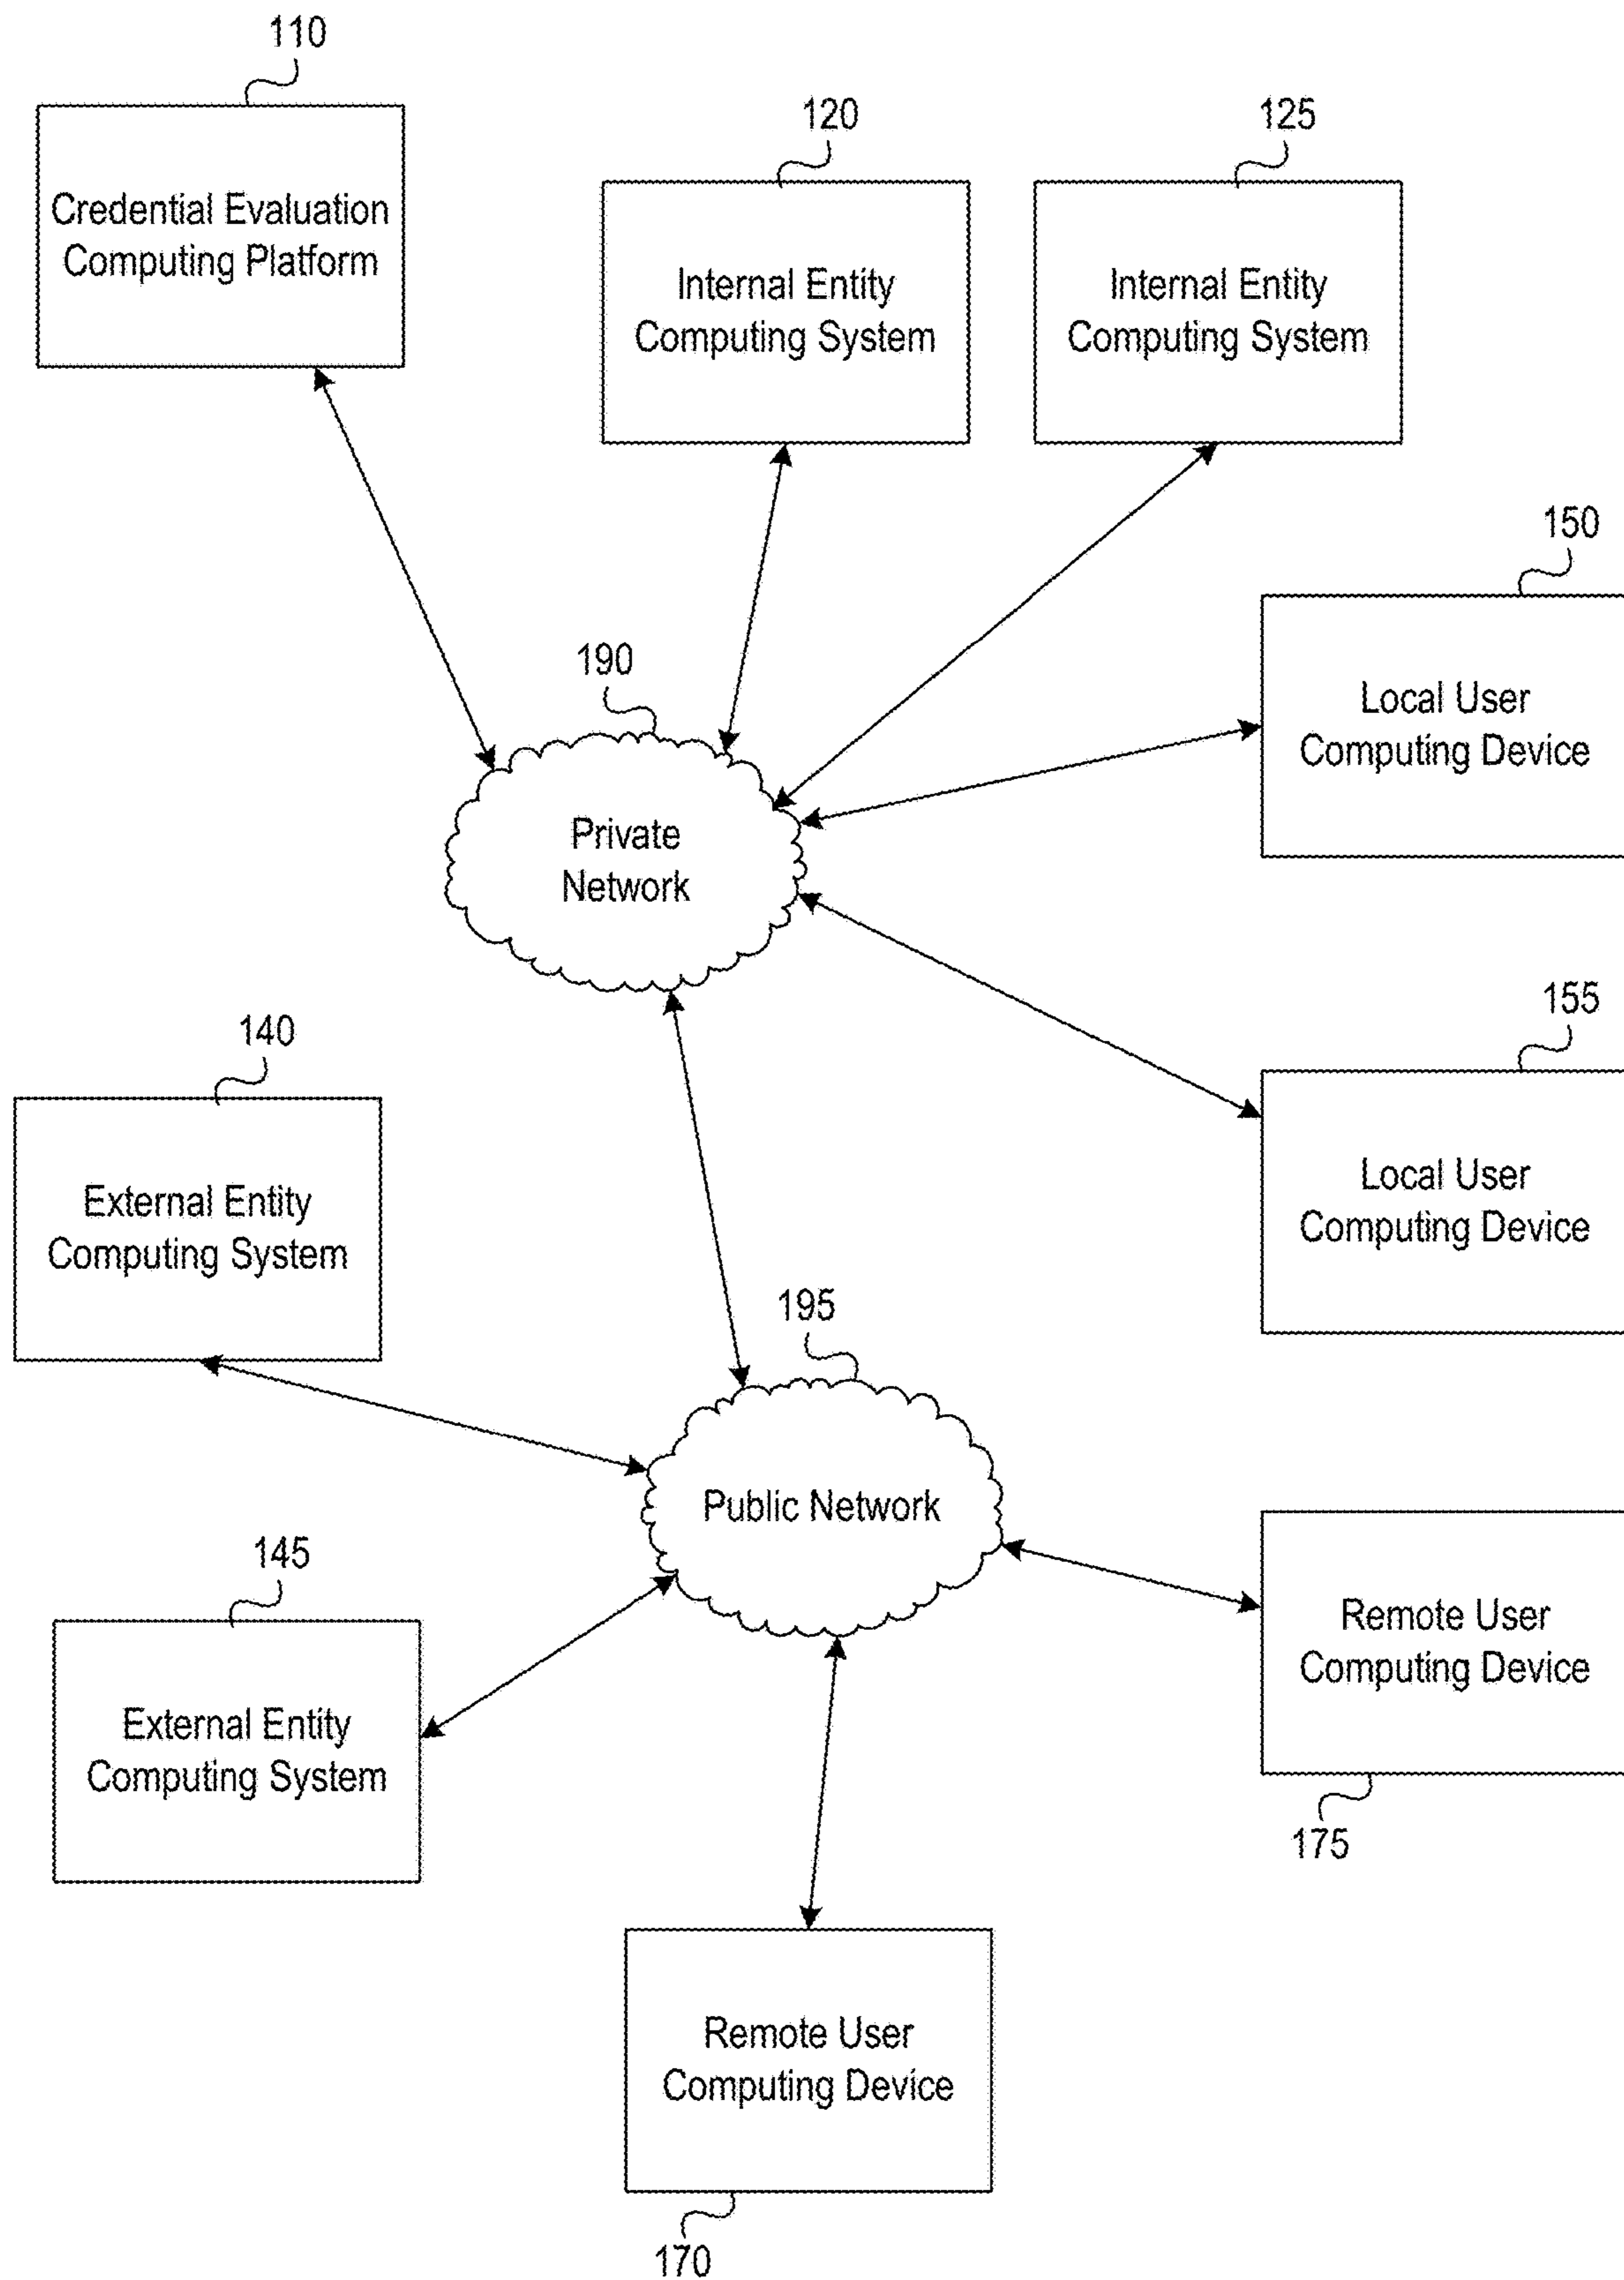 110
Credential Evaluation
Computing Platform
120
Internal Entity
Computing System
125
Internal Entity
Computing System
150
Local User
Computing Device
190
Private
Network
155
Local User
Computing Device
140
External Entity
Computing System
195
Public Network
145
External Entity
Computing System
Remote User
Computing Device
175
Remote User
Computing Device
170